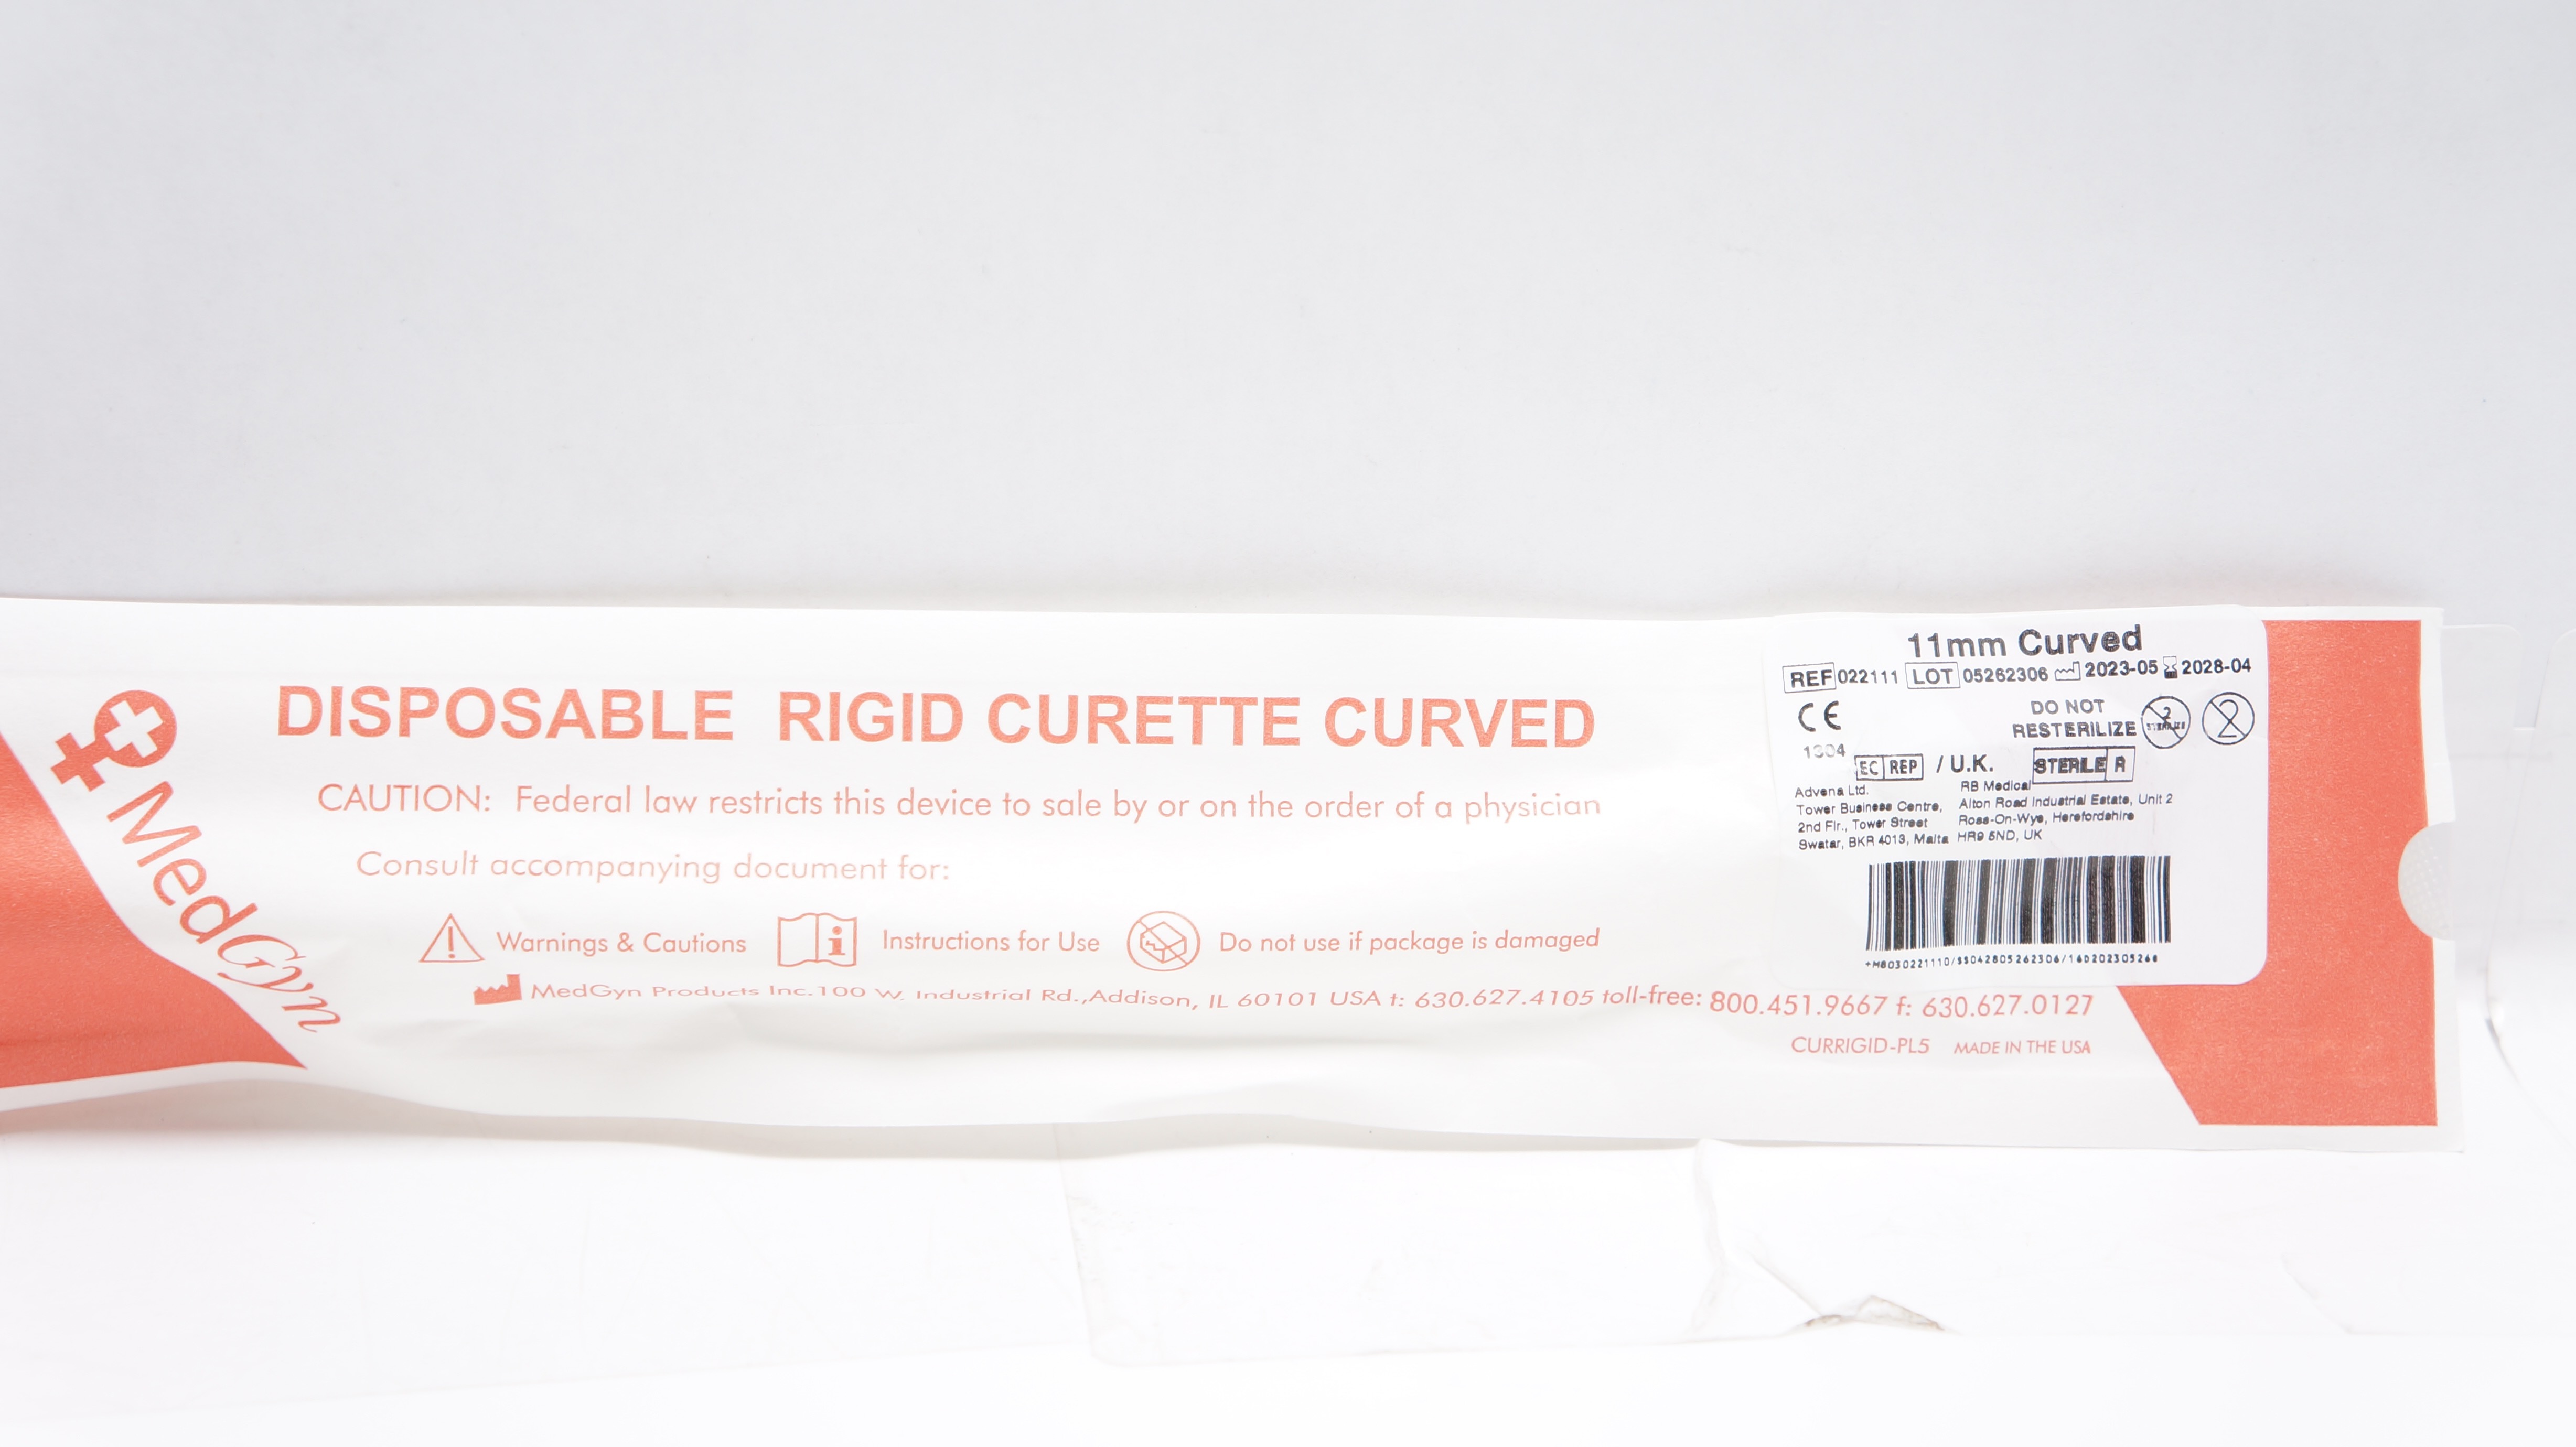 MedGyn
DISPOSABLE RIGID CURETTE CURVED
CAUTION: Federal law restricts this device to sale by or on the order of a physician
Consult accompanying document for:
Warnings & Cautions
Instructions for Use
Do not use if package is damaged
MedGyn Products Inc.100 W. Industrial Rd.,Addison, IL 60101 USA t: 630.627.4105 toll-free: 800.451.9667 f: 630.627.0127
CURRIGID-PL5 MADE IN THE USA
11mm Curved
REF 022111 LOT 05262306 2023-05 2028-04
CE
1304
DO NOT
RESTERILIZE
2
EC REP / U.K.
STERILE R
Advena Ltd.
Tower Business Centre,
2nd Flr., Tower Street
Swatar, BKR 4013, Malta
RB Medical
Alton Road Industrial Estate, Unit 2
Ross-On-Wye, Herefordshire
HR9 5ND, UK